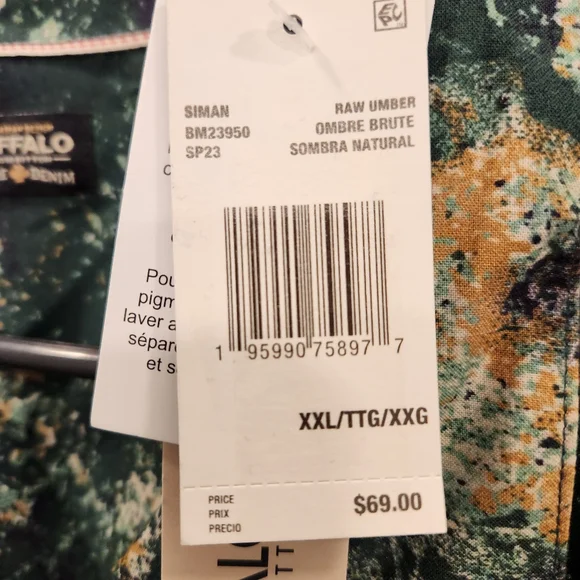 SIMAN
BM23950
SP23
RAW UMBER
OMBRE BRUTE
SOMBRA NATURAL
FFALO
DENIM
Pou
pigm
laver a
sépar
et s
1 95990 75897 7
XXL/TTG/XXG
PRICE
PRIX
PRECIO
$69.00